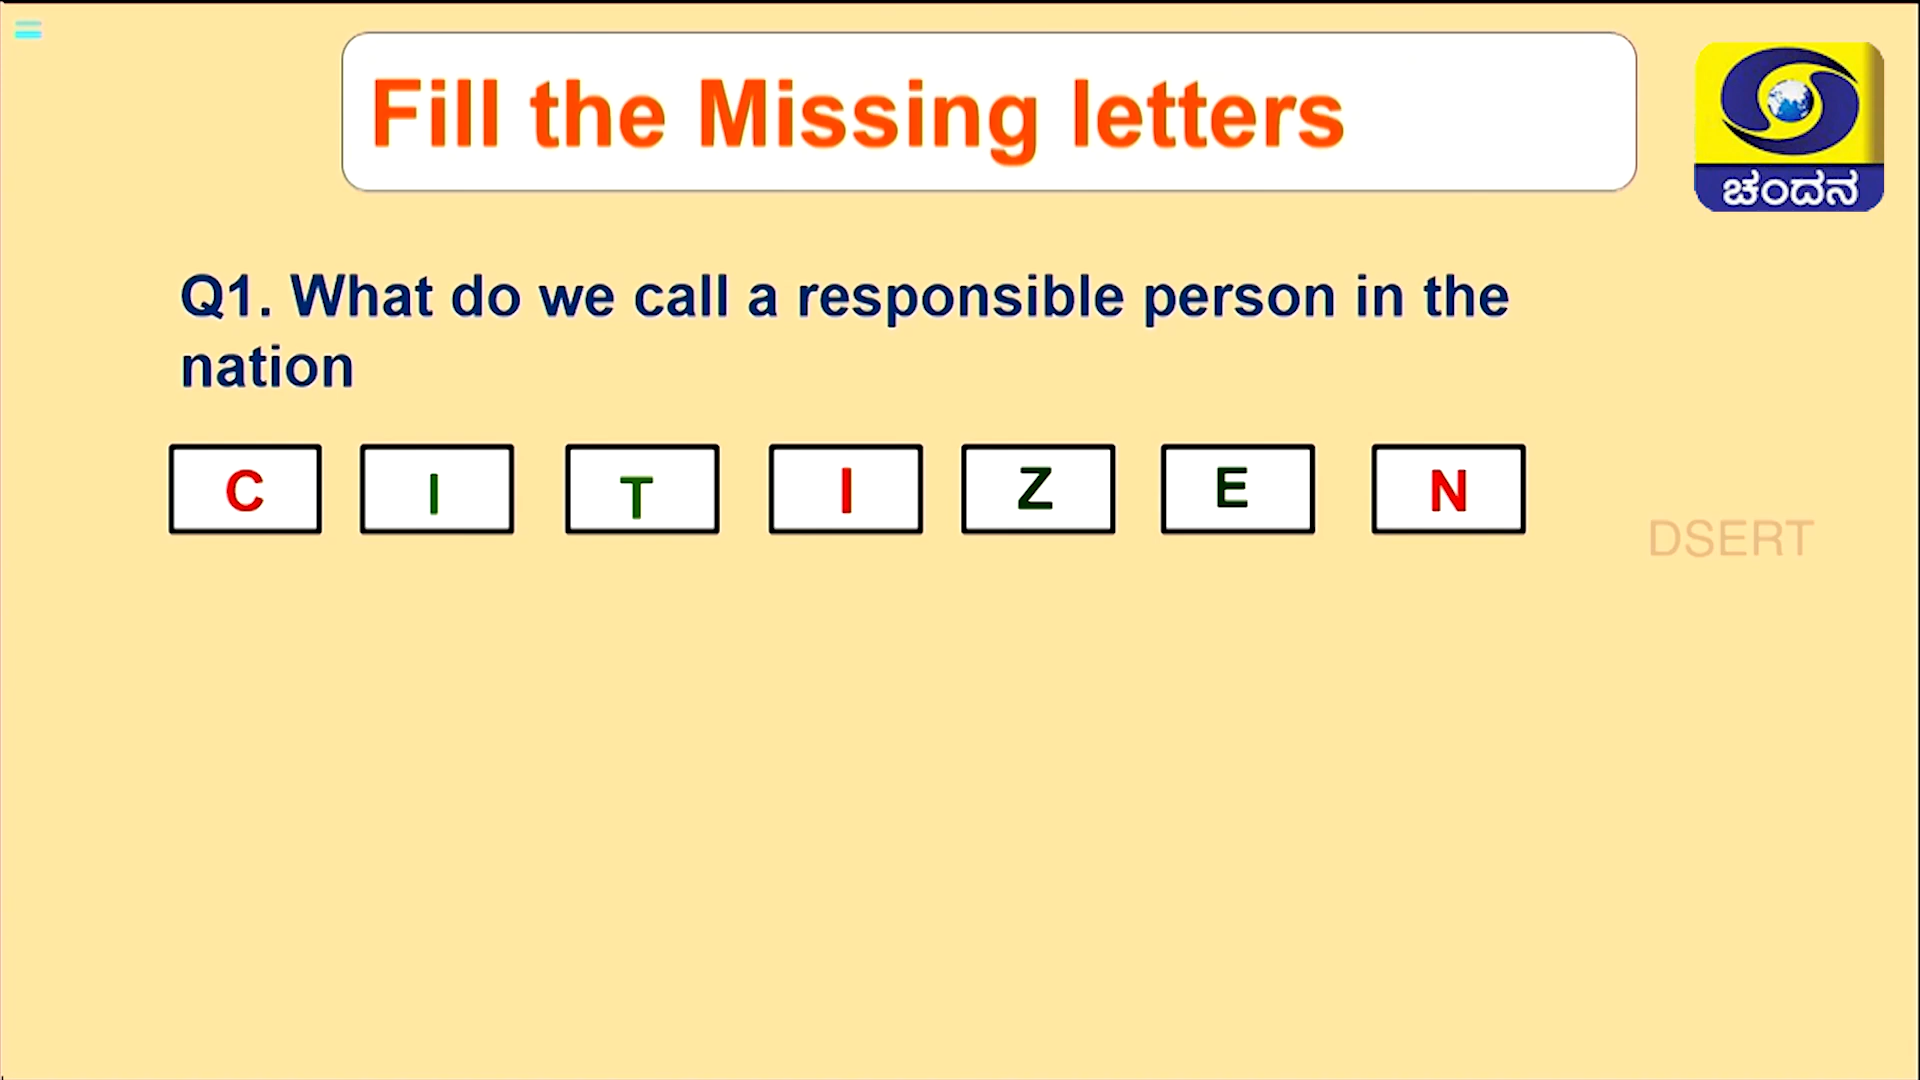 Fill the Missing letters
ಚಂದನ
Q1. What do we call a responsible person in the
nation
C I T I Z E N
DSERT